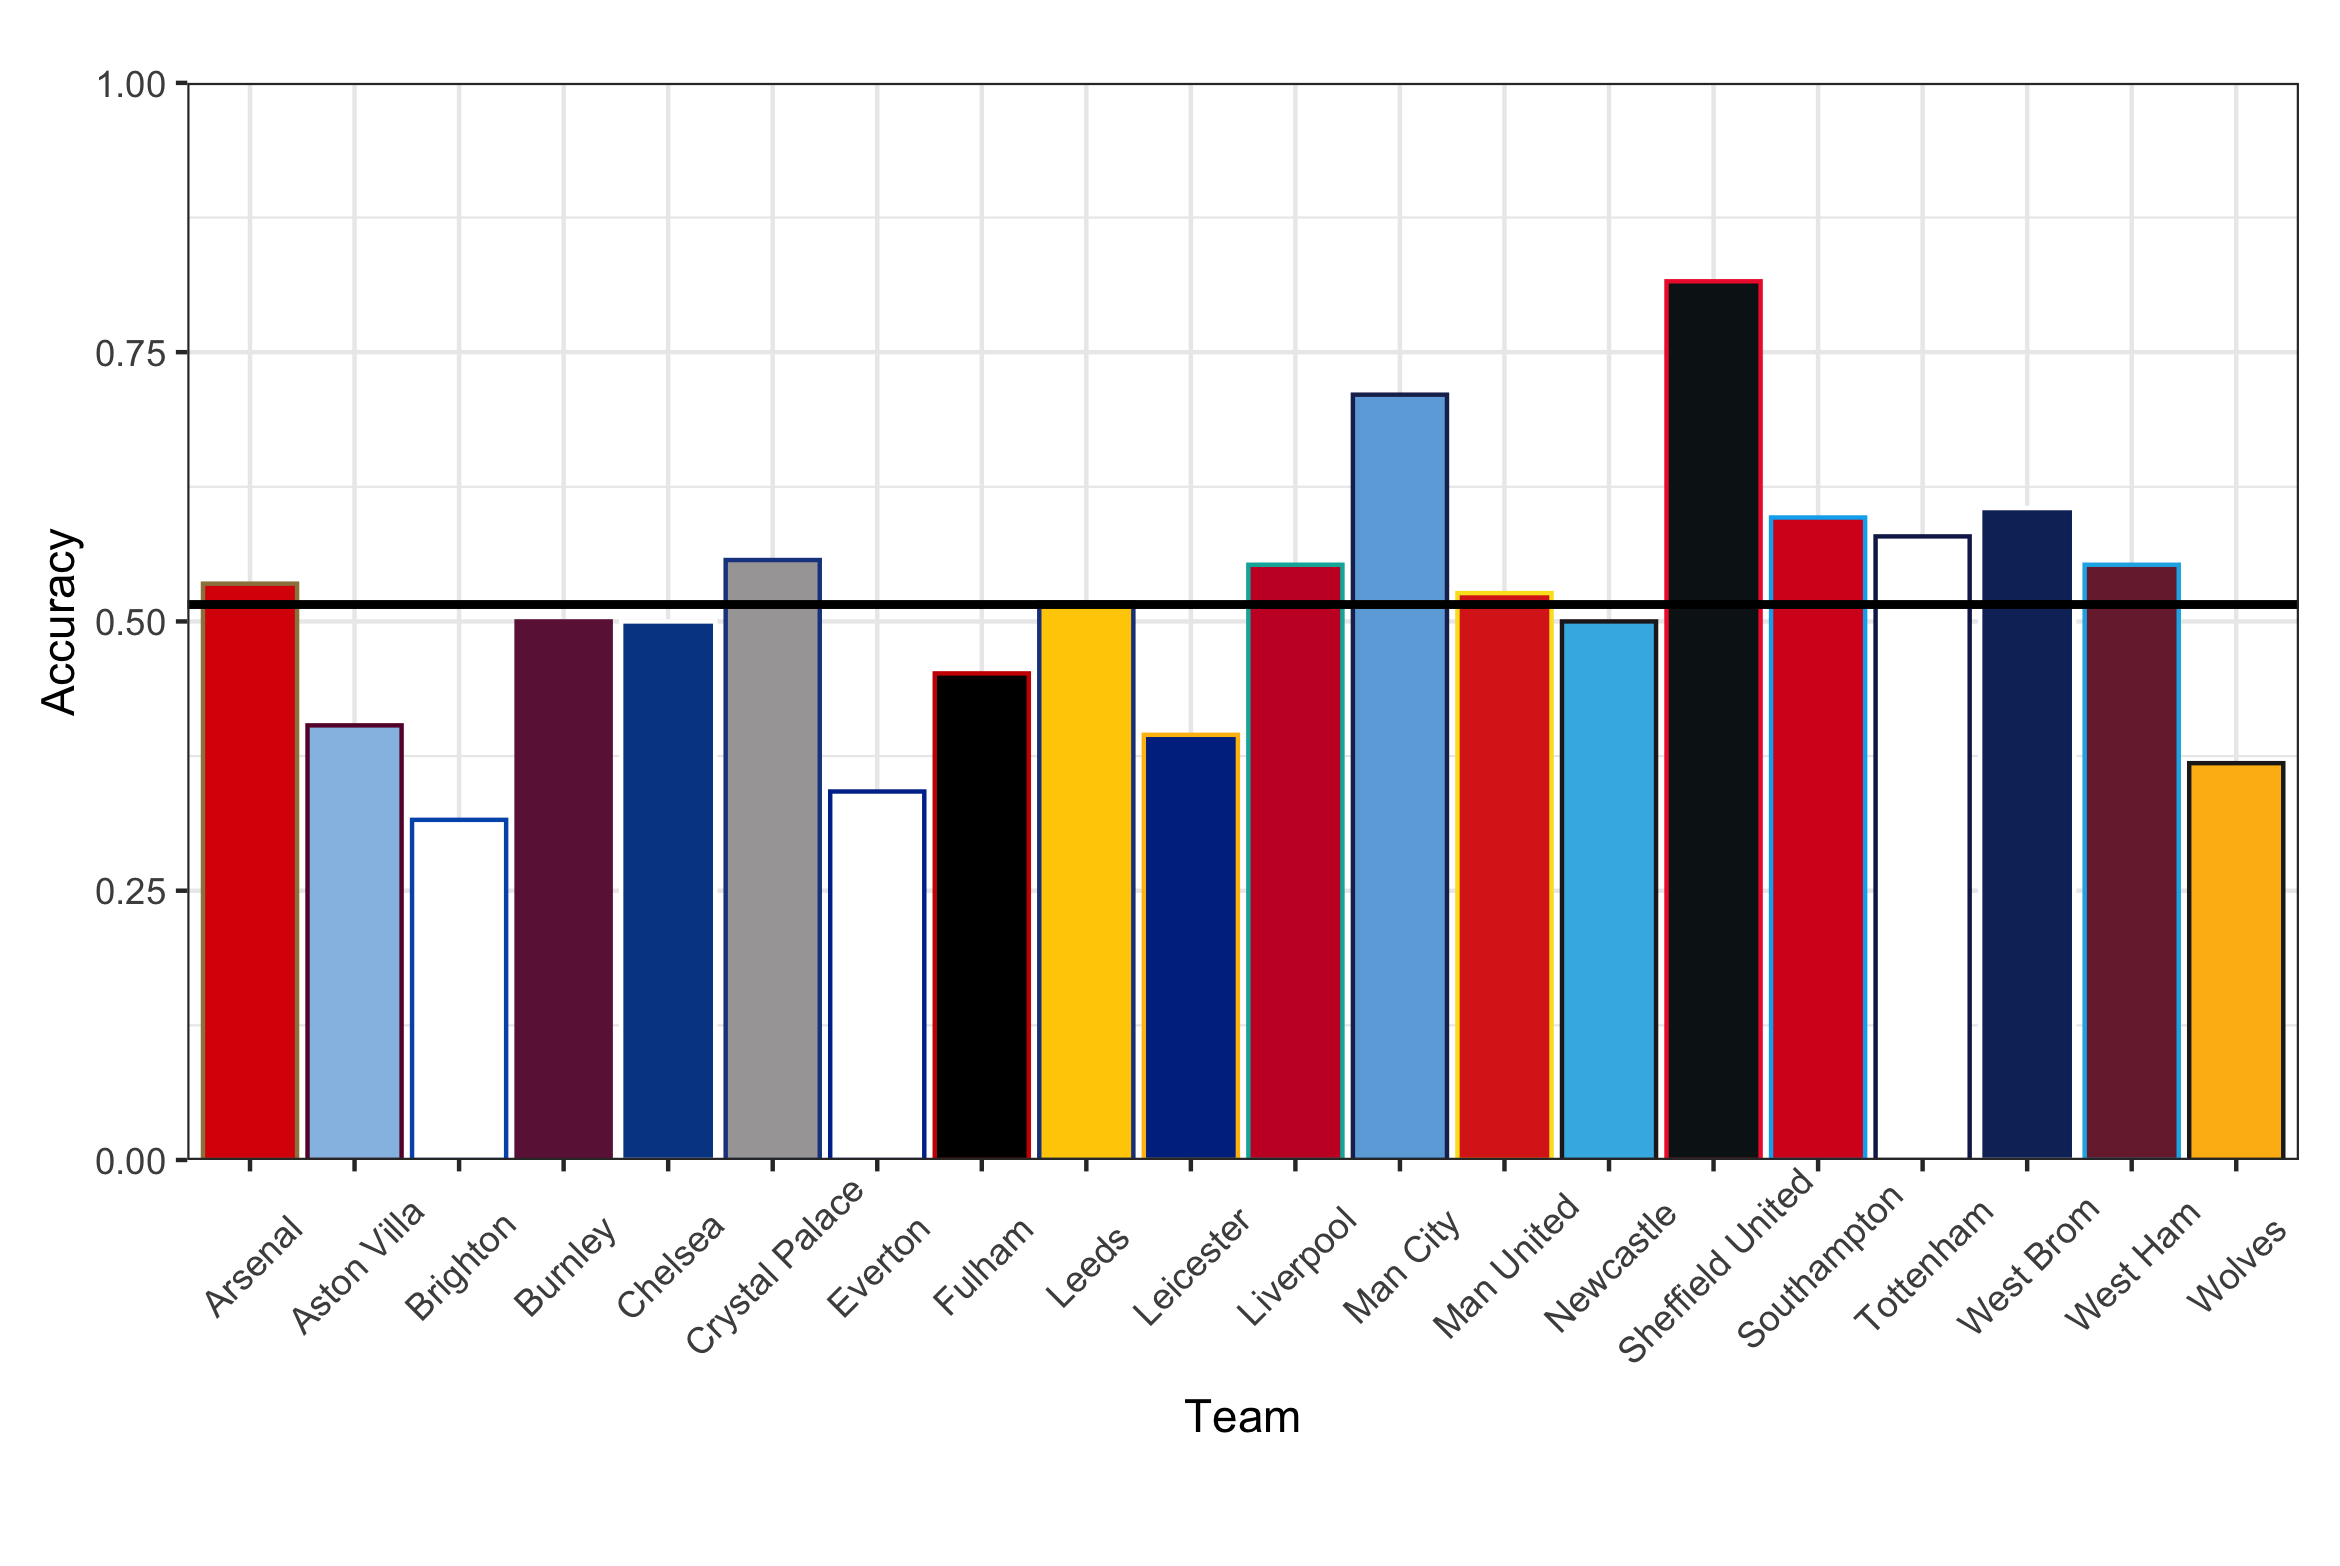 1.00
0.75
0.50
0.25
0.00
Accuracy
Arsenal
Aston Villa
Brighton
Burnley
Chelsea
Crystal Palace
Everton
Fulham
Leeds
Leicester
Liverpool
Man City
Man United
Newcastle
Sheffield United
Southampton
Tottenham
West Brom
West Ham
Wolves
Team